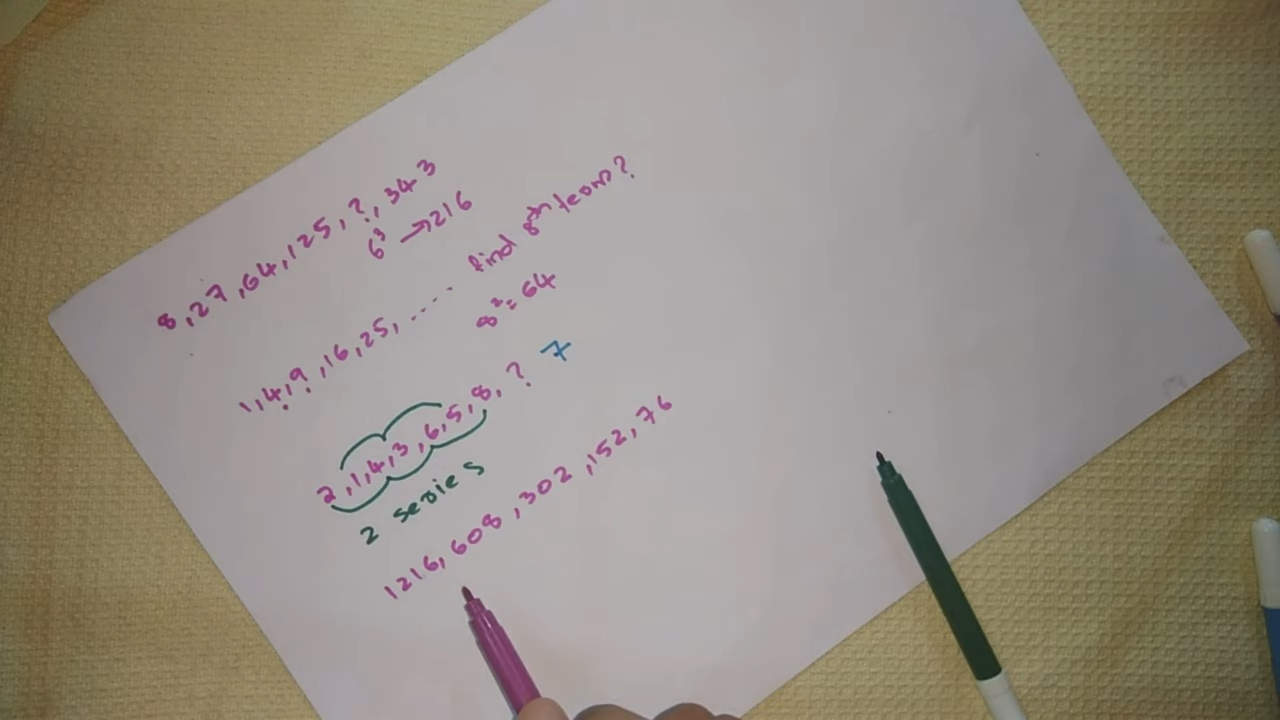 8,27,64,125,?,343
6³ → 216
1,4,9,16,25,.... find 8th term?
8² = 64
2,1,4,3,6,5,8,? 7
2 series
1216,608,302,152,76